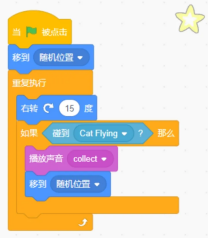 当 被点击
移到 随机位置
重复执行
右转 15 度
如果 碰到 Cat Flying ? 那么
播放声音 collect
移到 随机位置